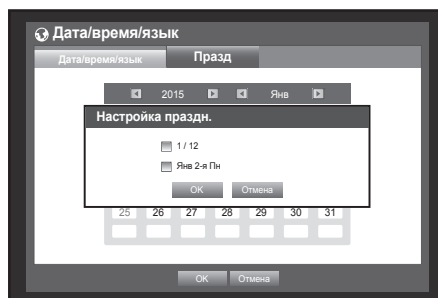 Дата/время/язык
Дата/время/язык Празд
2015 Янв
Настройка праздн.
1 / 12
Янв 2-я Пн
OK Отмена
25 26 27 28 29 30 31
OK Отмена